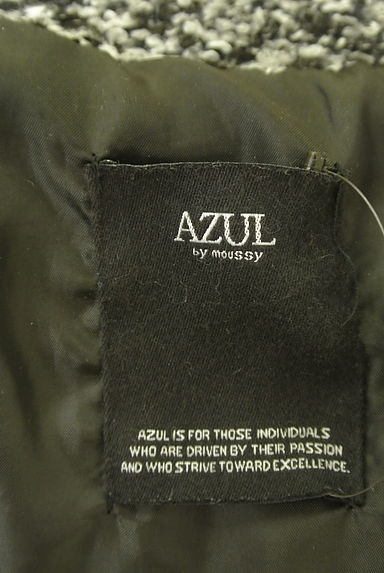 AZUL
by moussy
AZUL IS FOR THOSE INDIVIDUALS
WHO ARE DRIVEN BY THEIR PASSION
AND WHO STRIVE TOWARD EXCELLENCE.